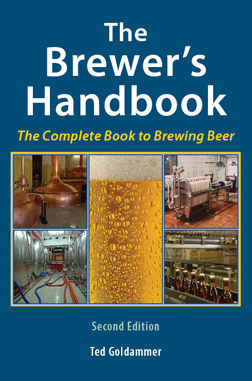 The
Brewer's
Handbook
The Complete Book to Brewing Beer
Second Edition
Ted Goldammer